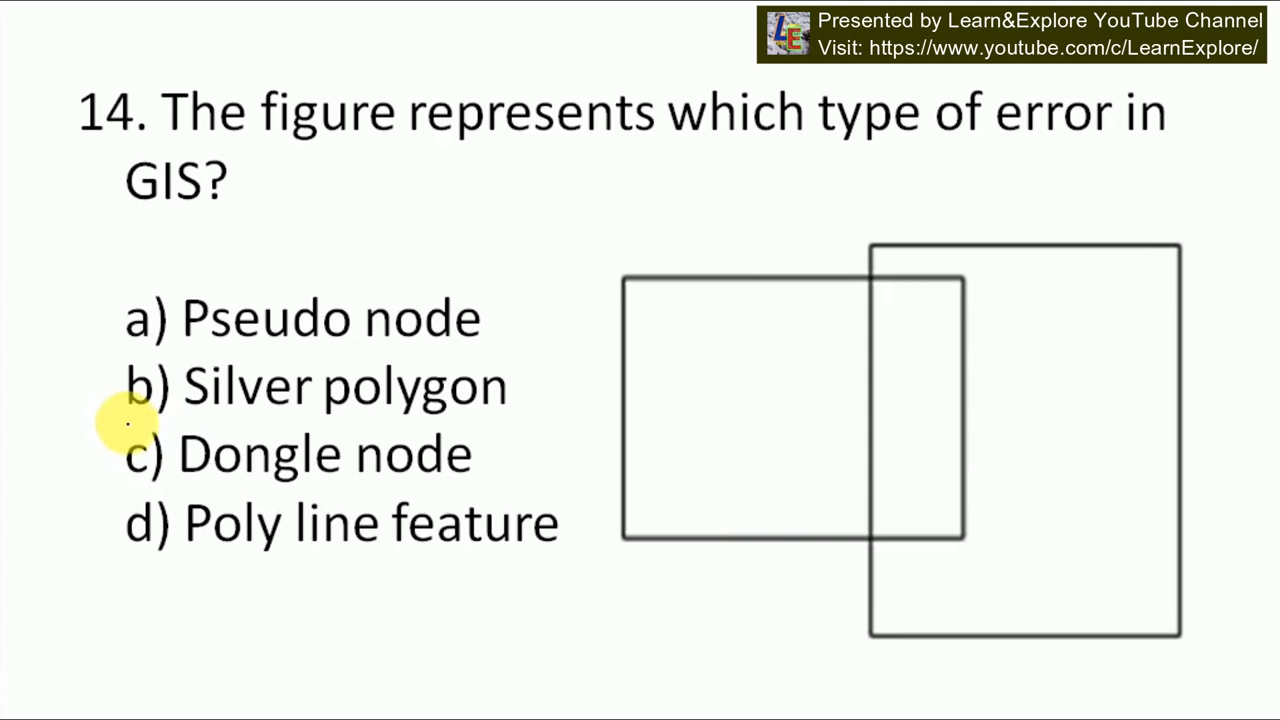 Presented by Learn&Explore YouTube Channel
Visit: https://www.youtube.com/c/LearnExplore/
LE
14. The figure represents which type of error in
GIS?
a) Pseudo node
b) Silver polygon
c) Dongle node
d) Poly line feature